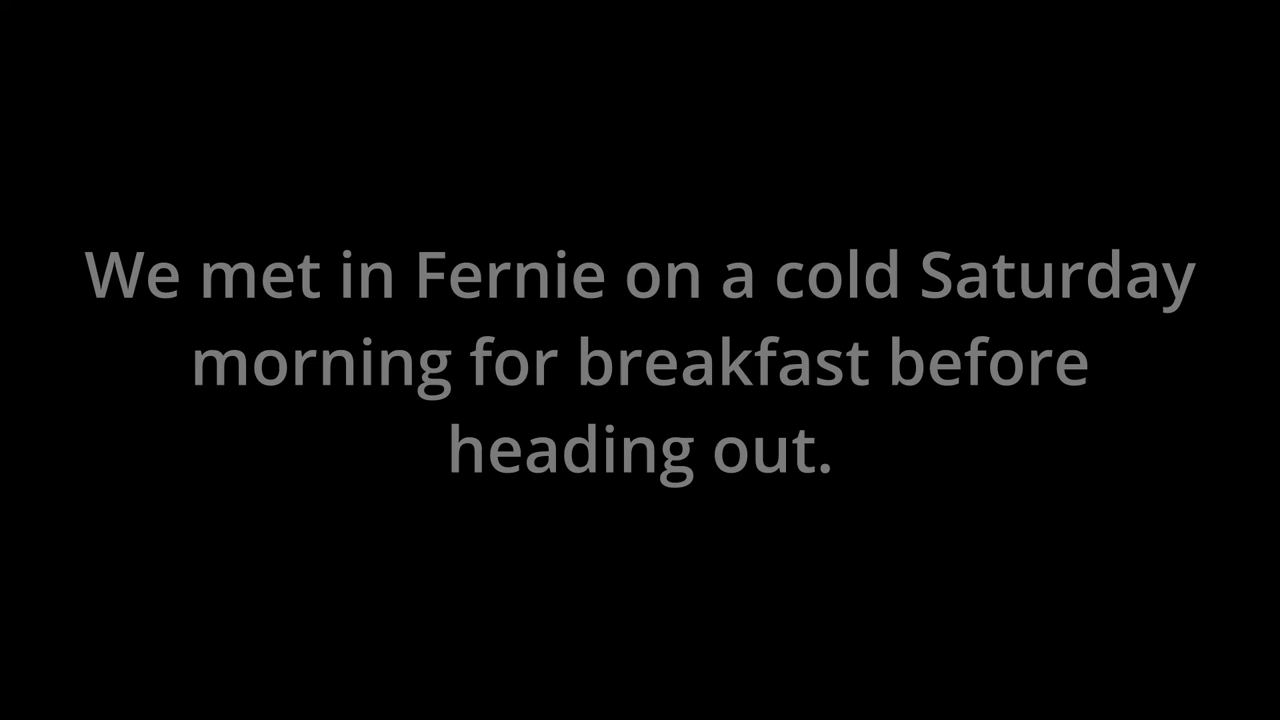 We met in Fernie on a cold Saturday
morning for breakfast before
heading out.